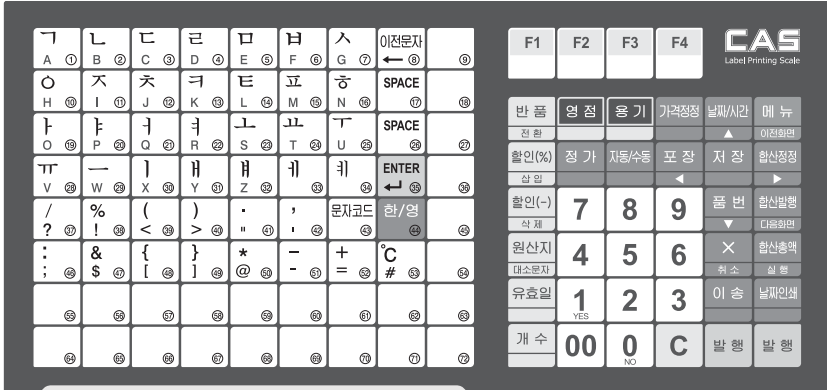 ㄱ ㄴ ㄷ ㄹ ㅁ ㅂ ㅅ 이전문자
A ① B ② C ③ D ④ E ⑤ F ⑥ G ⑦ ← ⑧ ⑨
ㅇ ㅈ ㅊ ㅋ ㅌ ㅍ ㅎ SPACE
H ⑩ I ⑪ J ⑫ K ⑬ L ⑭ M ⑮ N ⑯ ⑰ ⑱
ㅏ ㅑ ㅓ ㅕ ㅗ ㅛ ㅜ SPACE
O ⑲ P ⑳ Q ㉑ R ㉒ S ㉓ T ㉔ U ㉕ ㉖ ㉗
ㅠ ㅡ ㅣ ㅐ ㅒ ㅔ ㅖ ENTER
V ㉘ W ㉙ X ㉚ Y ㉛ Z ㉜ ㉝ ㉞ ↵ ㉟ ㊱
/ % ( ) . , 문자코드 한/영
? ㊲ ! ㊳ < ㊴ > ㊵ " ㊶ ' ㊷ ㊸ ㊹ ㊺
: & { } * – + ℃
; ㊻ $ ㊼ [ ㊽ ] ㊾ @ ㊿ - 51 = 52 # 53 54
55 56 57 58 59 60 61 62 63
64 65 66 67 68 69 70 71 72
F1 F2 F3 F4 CAS
Label Printing Scale
반 품 영 점 용 기 가격정정 날짜/시간 메 뉴
전 환 ▲ 이전화면
할인(%) 정 가 자동/수동 포 장 저 장 합산정정
삽 입 ◀ ▶
할인(-) 7 8 9 품 번 합산발행
삭 제 ▼ 다음화면
원산지 4 5 6 × 합산총액
대소문자 취 소 실 행
유효일 1 2 3 이 송 날짜인쇄
YES
개 수 00 0 C 발 행 발 행
NO